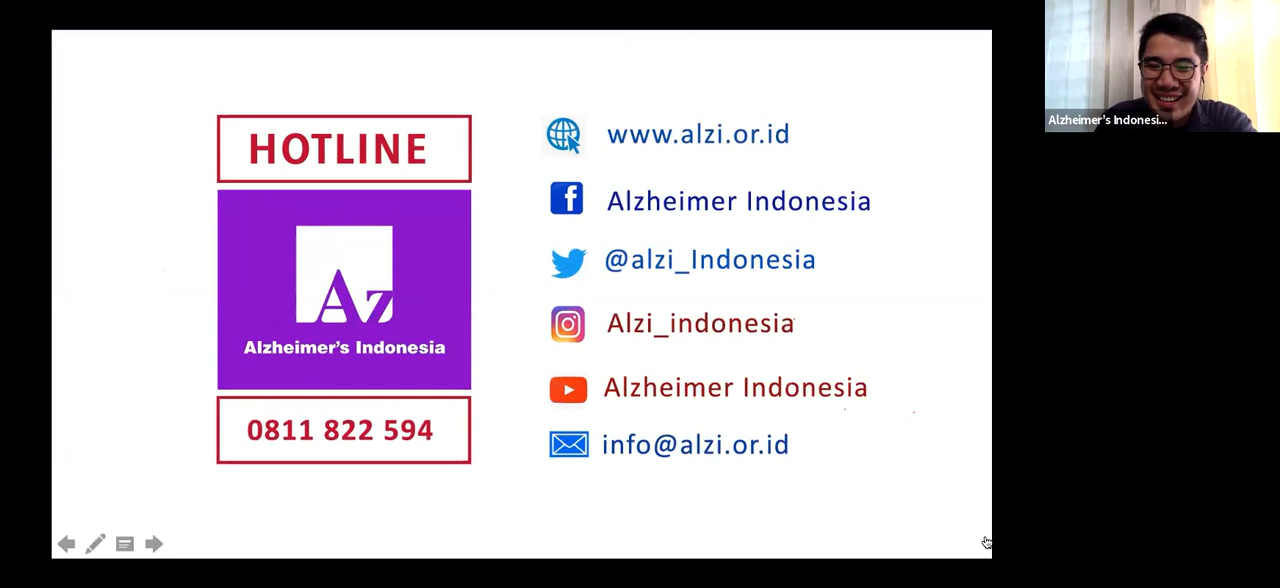 HOTLINE
Az
Alzheimer's Indonesia
0811 822 594
www.alzi.or.id
Alzheimer Indonesia
@alzi_Indonesia
Alzi_indonesia
Alzheimer Indonesia
info@alzi.or.id
Alzheimer's Indonesi...